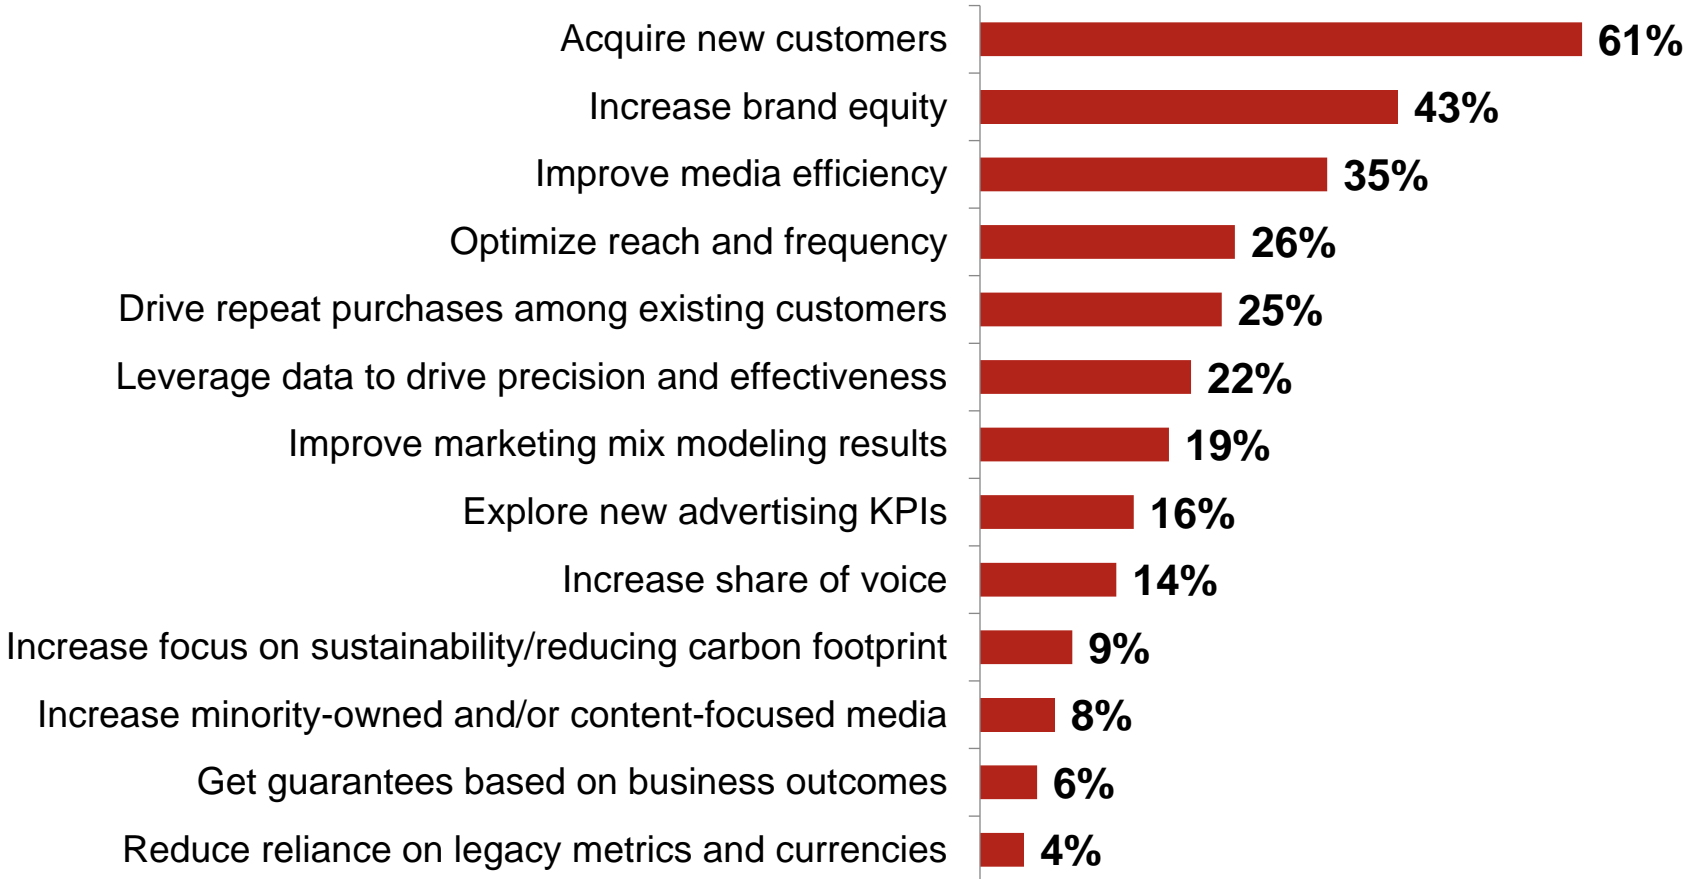 Acquire new customers 61%
Increase brand equity 43%
Improve media efficiency 35%
Optimize reach and frequency 26%
Drive repeat purchases among existing customers 25%
Leverage data to drive precision and effectiveness 22%
Improve marketing mix modeling results 19%
Explore new advertising KPIs 16%
Increase share of voice 14%
Increase focus on sustainability/reducing carbon footprint 9%
Increase minority-owned and/or content-focused media 8%
Get guarantees based on business outcomes 6%
Reduce reliance on legacy metrics and currencies 4%